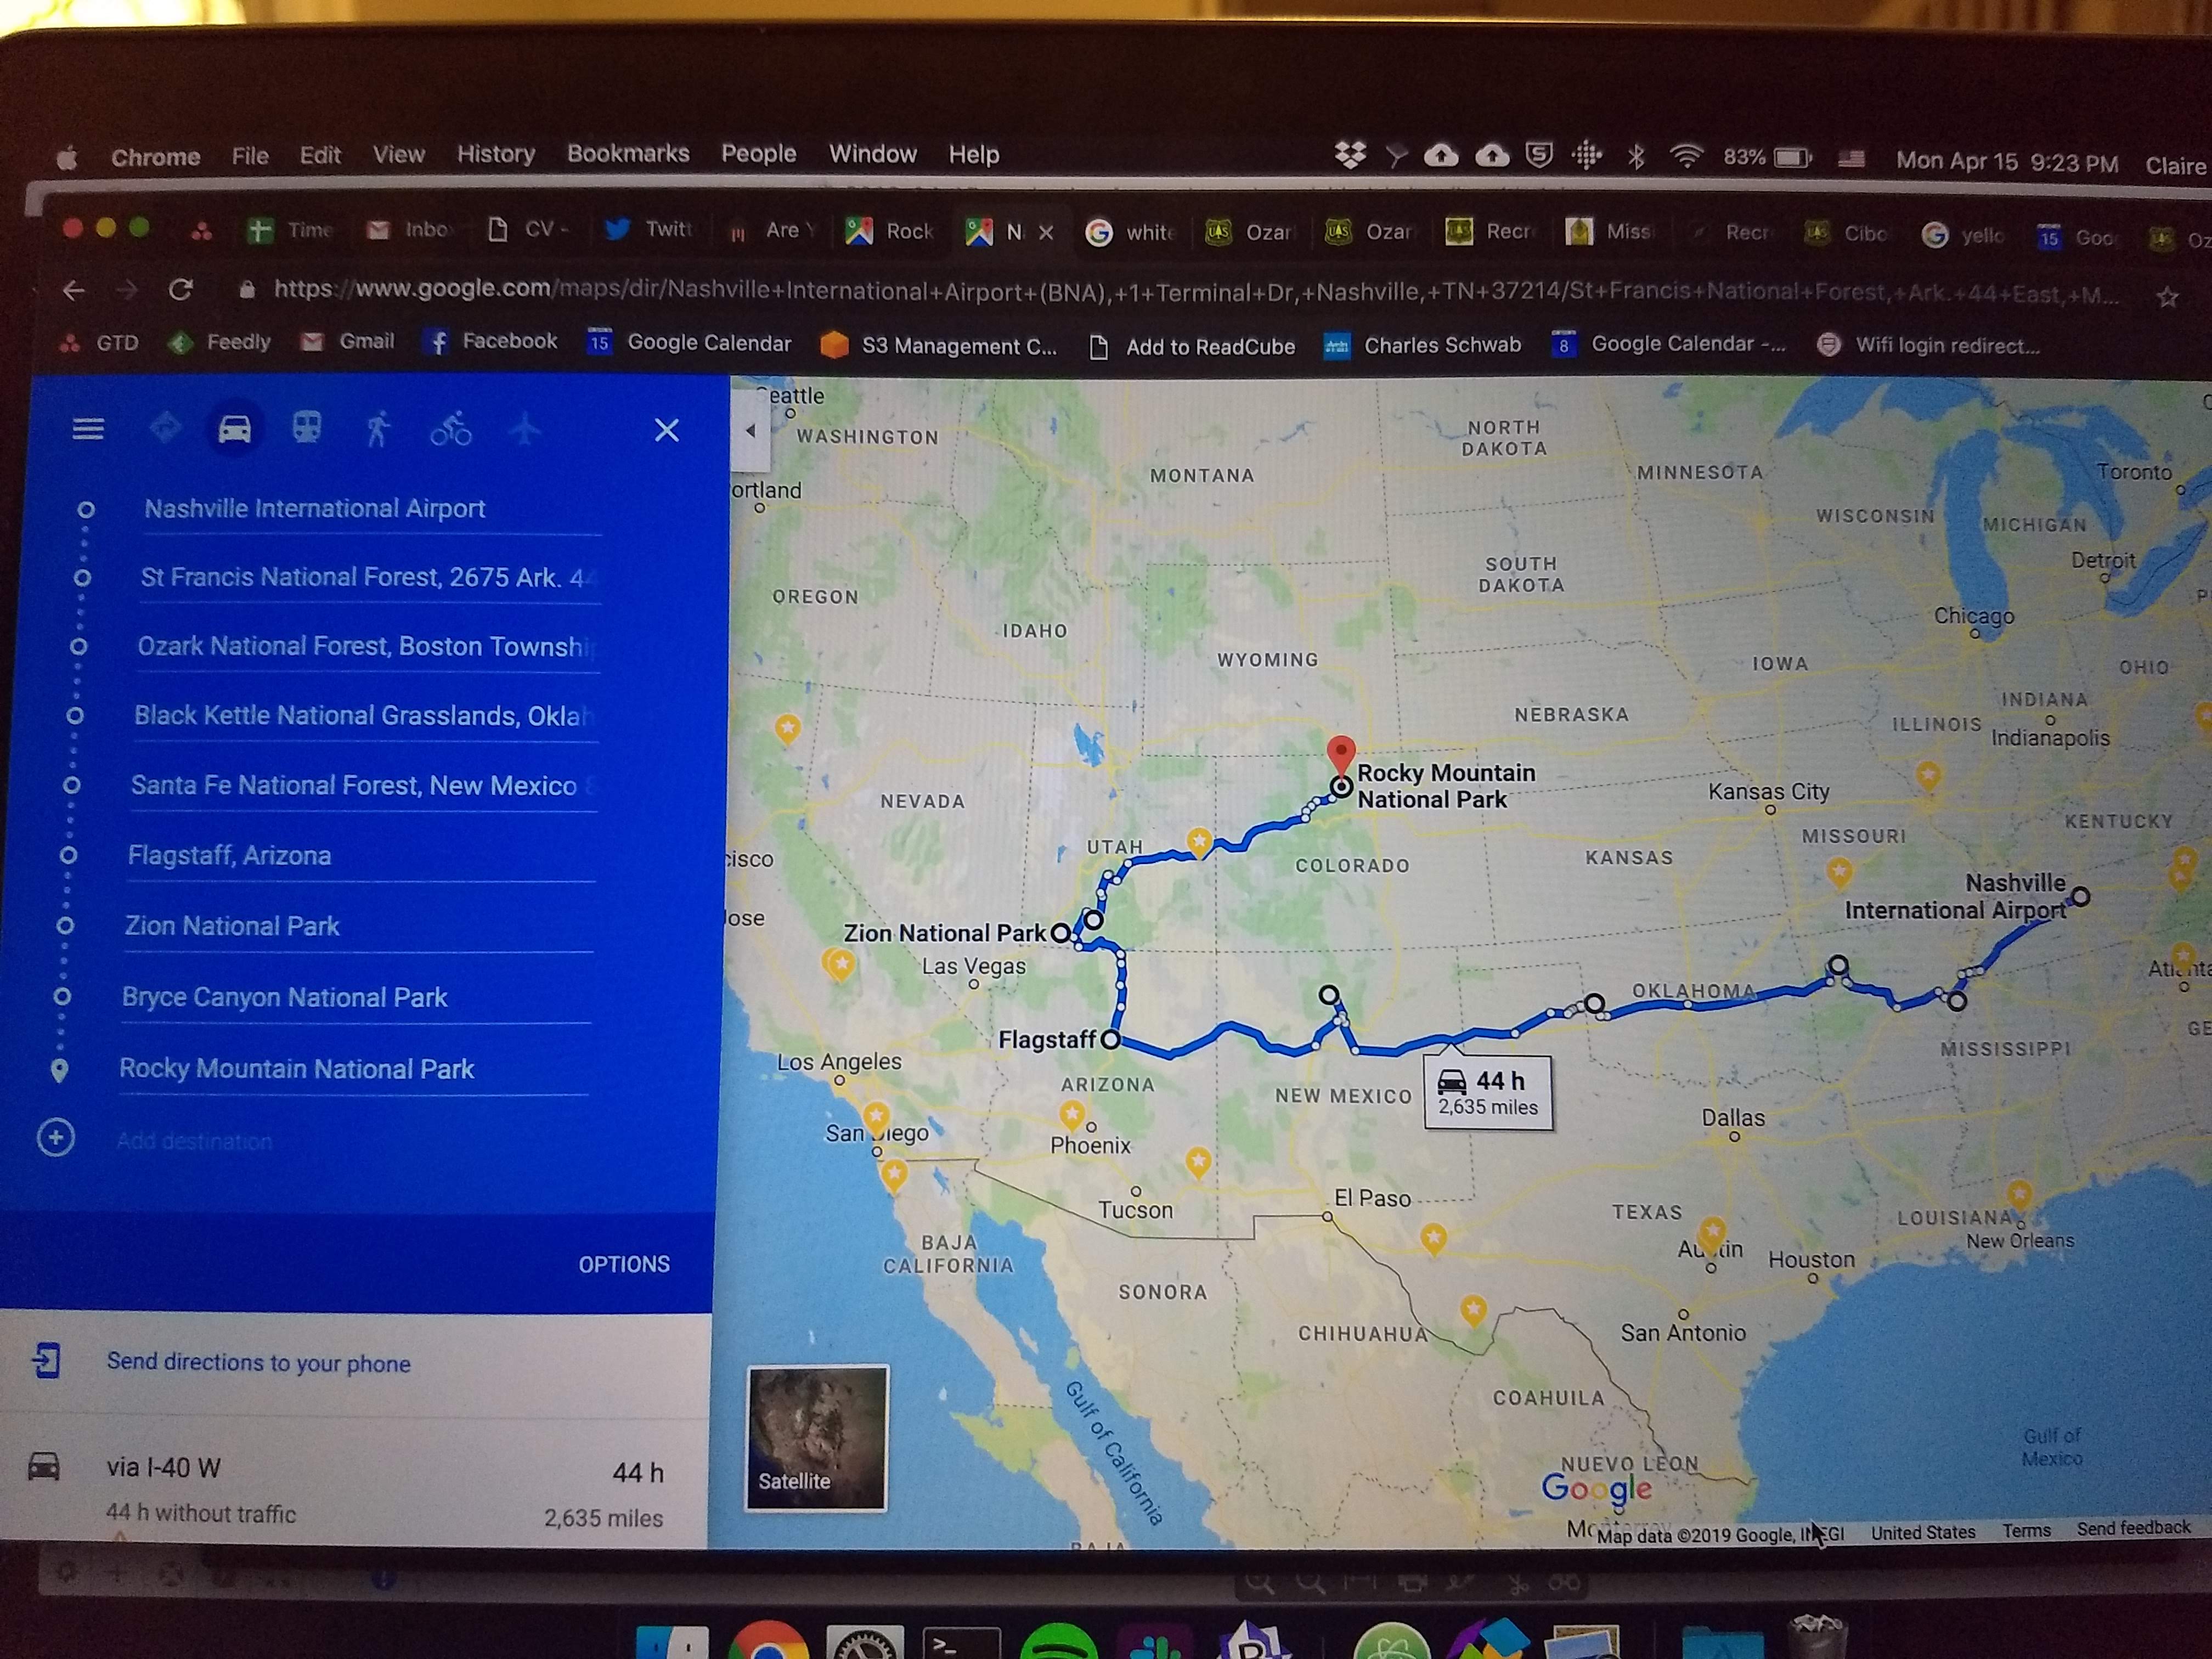 Chrome File Edit View History Bookmarks People Window Help 83% Mon Apr 15 9:23 PM Claire
Time Inbo CV - Twitt Are Y Rock N white Ozar Ozar Recr Missi Recr Cibo yello 15 Goo Oz
https://www.google.com/maps/dir/Nashville+International+Airport+(BNA),+1+Terminal+Dr,+Nashville,+TN+37214/St+Francis+National+Forest,+Ark.+44+East,+M...
GTD Feedly Gmail Facebook 15 Google Calendar S3 Management C... Add to ReadCube Charles Schwab 8 Google Calendar -... Wifi login redirect...
Nashville International Airport
St Francis National Forest, 2675 Ark. 44
Ozark National Forest, Boston Townshi
Black Kettle National Grasslands, Oklah
Santa Fe National Forest, New Mexico 8
Flagstaff, Arizona
Zion National Park
Bryce Canyon National Park
Rocky Mountain National Park
Add destination
OPTIONS
Send directions to your phone
via I-40 W 44 h
44 h without traffic 2,635 miles
Seattle
WASHINGTON
MONTANA
NORTH
DAKOTA
MINNESOTA
Toronto
ortland
WISCONSIN
MICHIGAN
Detroit
SOUTH
DAKOTA
OREGON
IDAHO
WYOMING
Chicago
IOWA
OHIO
NEBRASKA
INDIANA
ILLINOIS
Indianapolis
Rocky Mountain
National Park
NEVADA
Kansas City
MISSOURI
KENTUCKY
UTAH
COLORADO
KANSAS
cisco
Jose
Nashville
International Airport
Zion National Park
Las Vegas
OKLAHOMA
Atlanta
Flagstaff
GE
MISSISSIPPI
Los Angeles
ARIZONA
NEW MEXICO
44 h
2,635 miles
Dallas
San Diego
Phoenix
Tucson
El Paso
TEXAS
LOUISIANA
New Orleans
Austin
Houston
BAJA
CALIFORNIA
SONORA
CHIHUAHUA
San Antonio
COAHUILA
Gulf of California
Gulf of
Mexico
NUEVO LEON
Google
Satellite
Map data ©2019 Google, INEGI United States Terms Send feedback
BAJA